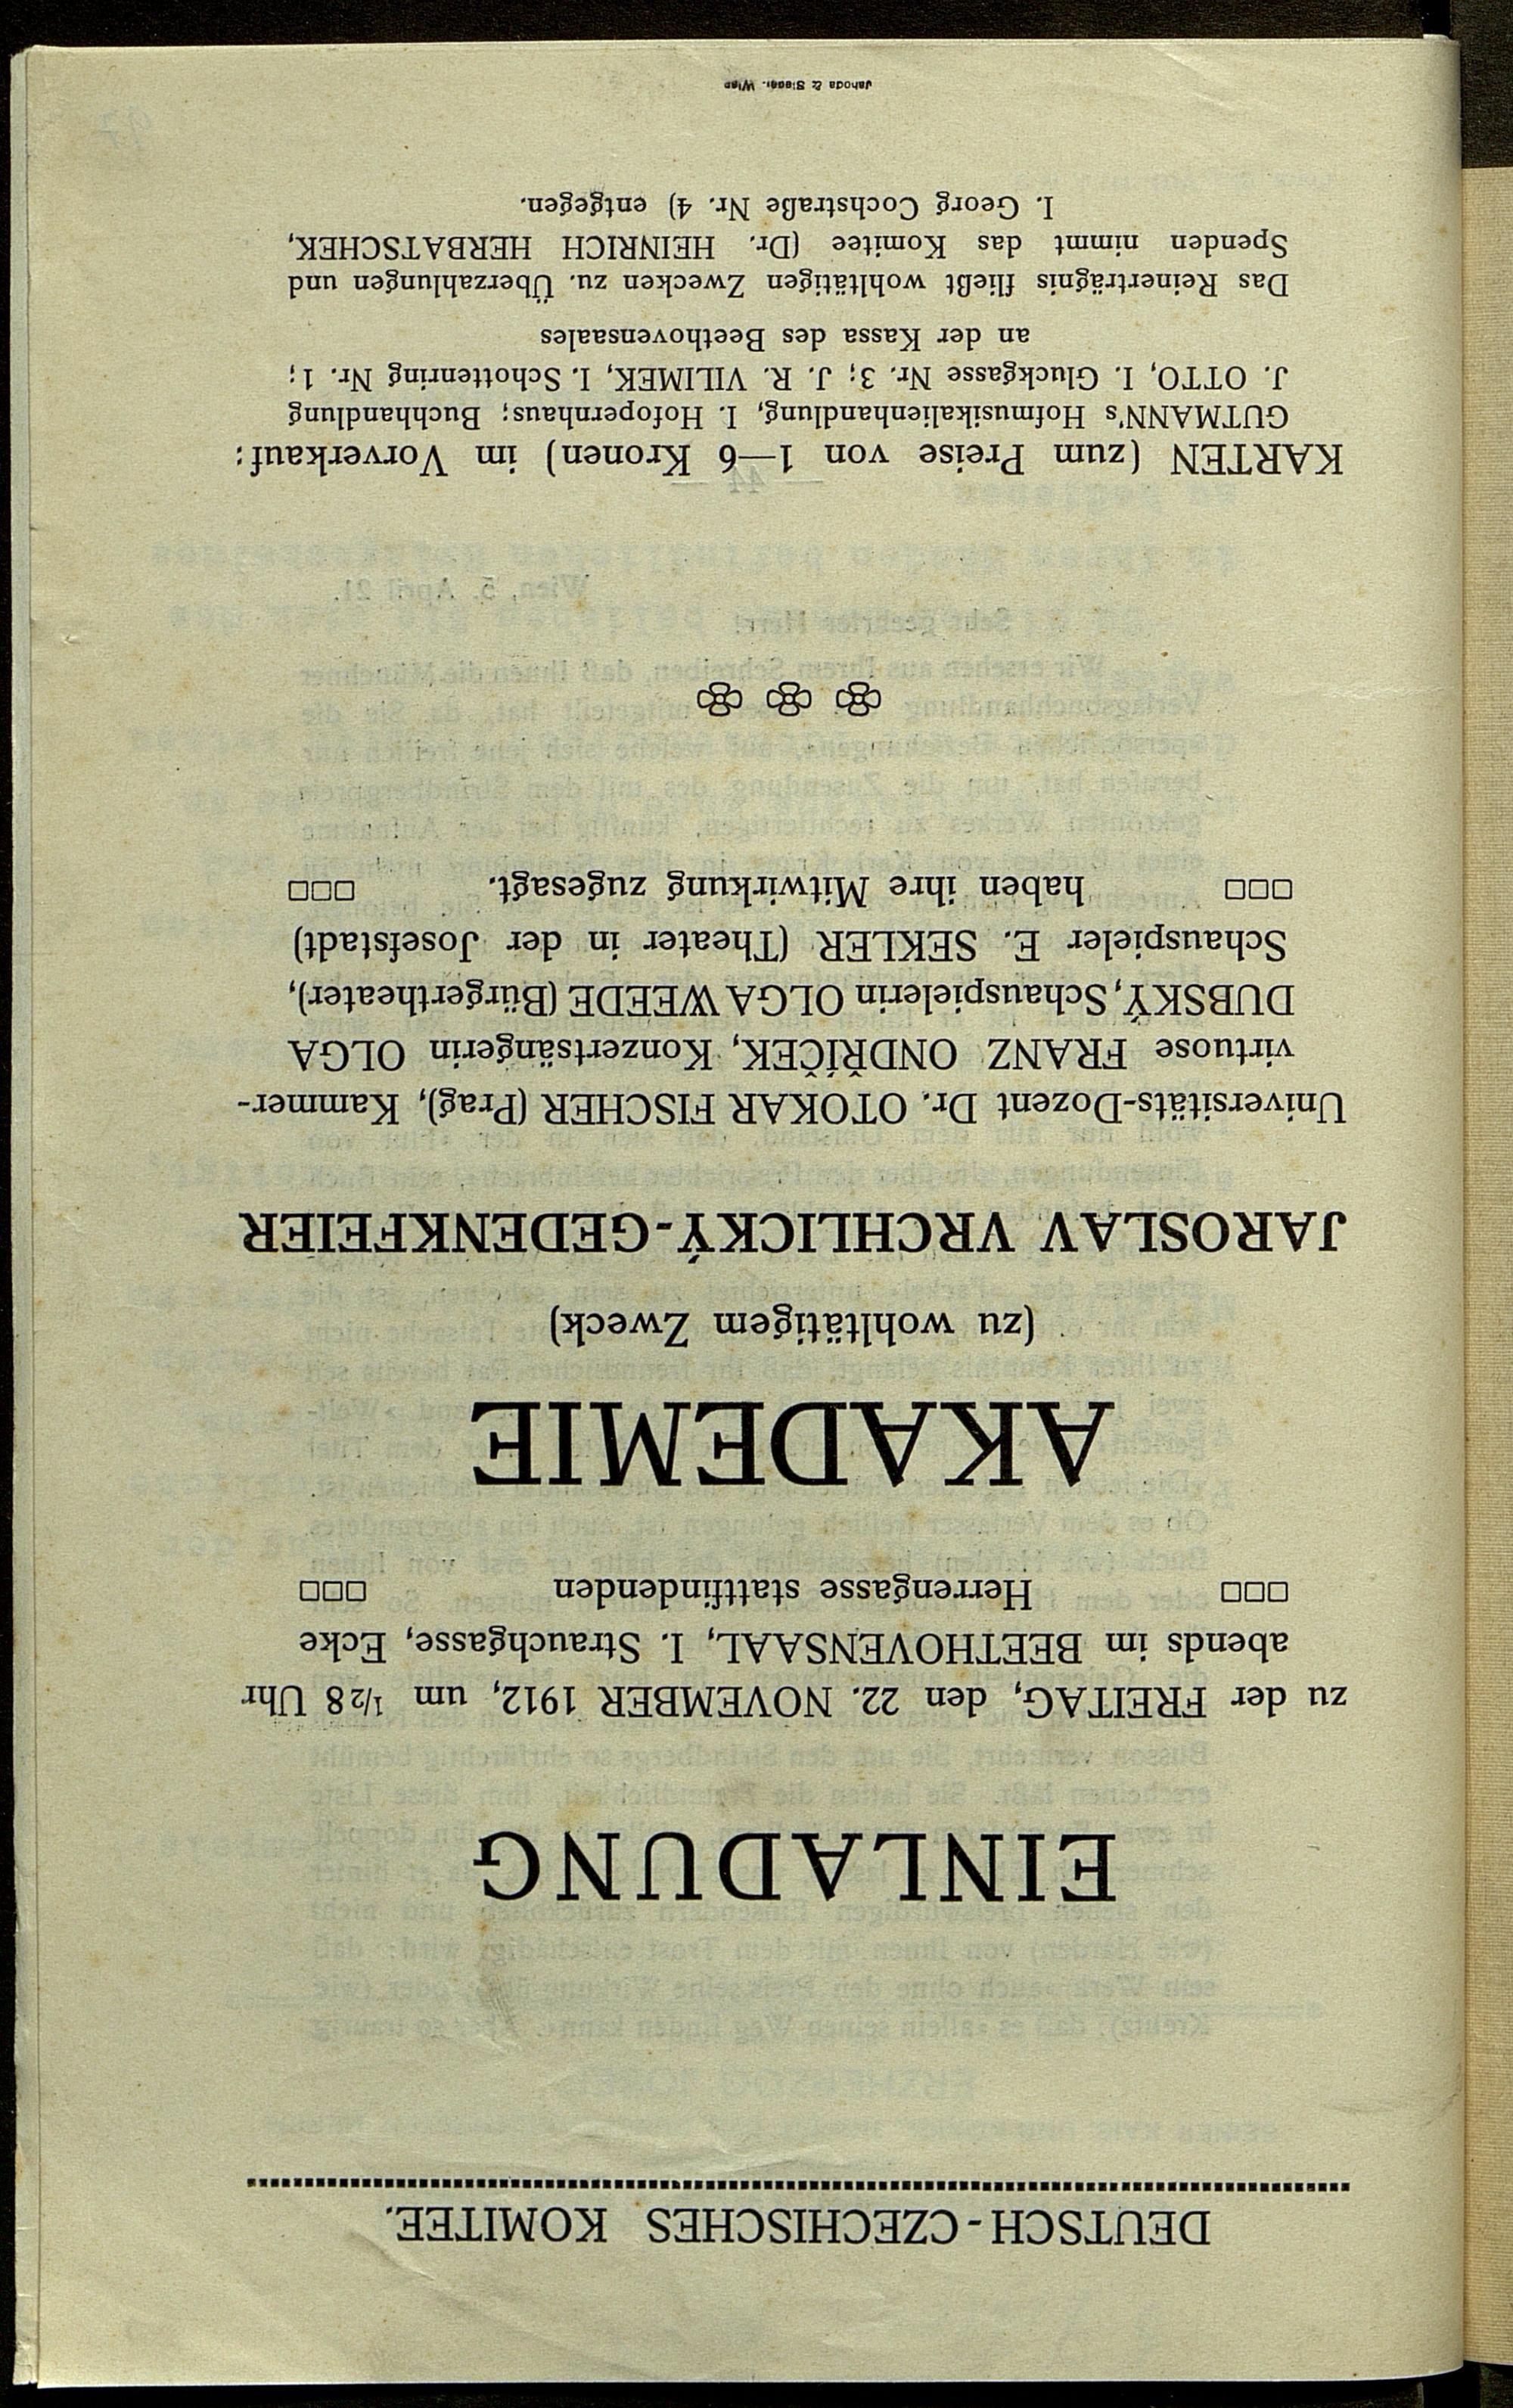 DEUTSCH-CZECHISCHES KOMITEE.
EINLADUNG
zu der FREITAG, den 22. NOVEMBER 1912, um 1/2 8 Uhr
abends im BEETHOVENSAAL, I. Strauchgasse, Ecke
□□□ Herrengasse stattfindenden □□□
AKADEMIE
(zu wohltätigem Zweck)
JAROSLAV VRCHLICKÝ-GEDENKFEIER
Universitäts-Dozent Dr. OTOKAR FISCHER (Prag), Kammer-
virtuose FRANZ ONDŘÍČEK, Konzertsängerin OLGA
DUBSKÝ, Schauspielerin OLGA WEEDE (Bürgertheater),
Schauspieler E. SEKLER (Theater in der Josefstadt)
□□□ haben ihre Mitwirkung zugesagt. □□□
KARTEN (zum Preise von 1—6 Kronen) im Vorverkauf:
GUTMANN's Hofmusikalienhandlung, I. Hofopernhaus; Buchhandlung
J. OTTO, I. Gluckgasse Nr. 3; J. R. VILIMEK, I. Schottenring Nr. 1;
an der Kassa des Beethovensaales
Das Reinerträgnis fließt wohltätigen Zwecken zu. Überzahlungen und
Spenden nimmt das Komitee (Dr. HEINRICH HERBATSCHEK,
I. Georg Cochstraße Nr. 4) entgegen.
Jahoda & Siegel, Wien